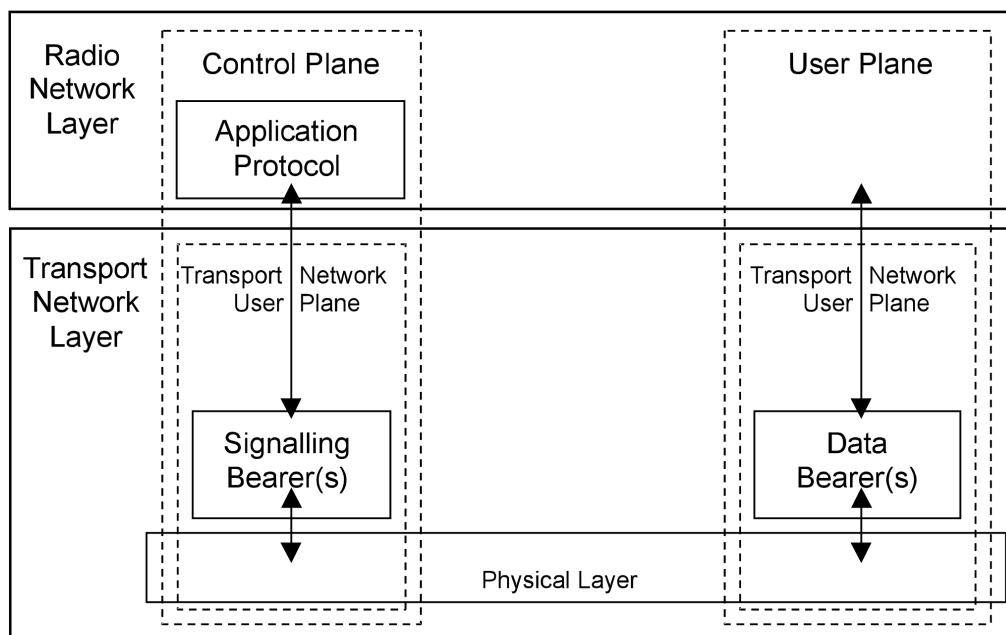 Radio
Network
Layer
Control Plane
Application
Protocol
User Plane
Transport
Network
Layer
Transport Network
User Plane
Signalling
Bearer(s)
Transport Network
User Plane
Data
Bearer(s)
Physical Layer